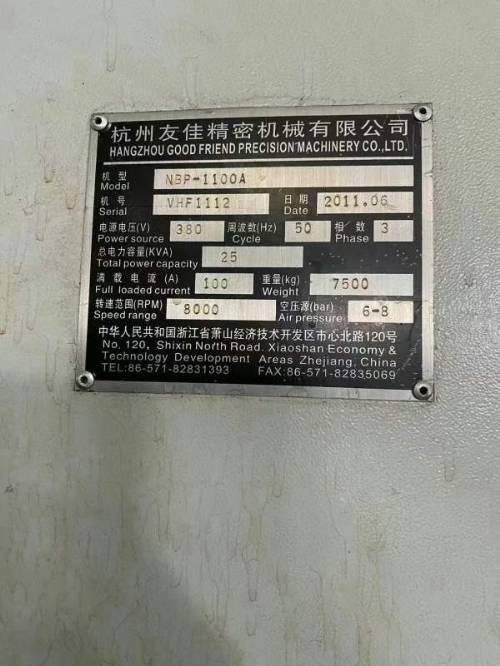 杭州友佳精密机械有限公司
HANGZHOU GOOD FRIEND PRECISION MACHINERY CO.,LTD.
机型 Model NBP-1100A
机号 Serial VHF1112 日期 Date 2011.06
电源电压(V) Power source 380 周波数(Hz) Cycle 50 相数 Phase 3
总电力容量(KVA) Total power capacity 25
满载电流(A) Full loaded current 100 重量(kg) Weight 7500
转速范围(RPM) Speed range 8000 空压源(bar) Air pressure 6-8
中华人民共和国浙江省萧山经济技术开发区市心北路120号
No. 120, Shixin North Road. Xiaoshan Economy &
Technology Development Areas Zhejiang, China
TEL:86-571-82831393 FAX:86-571-82835069